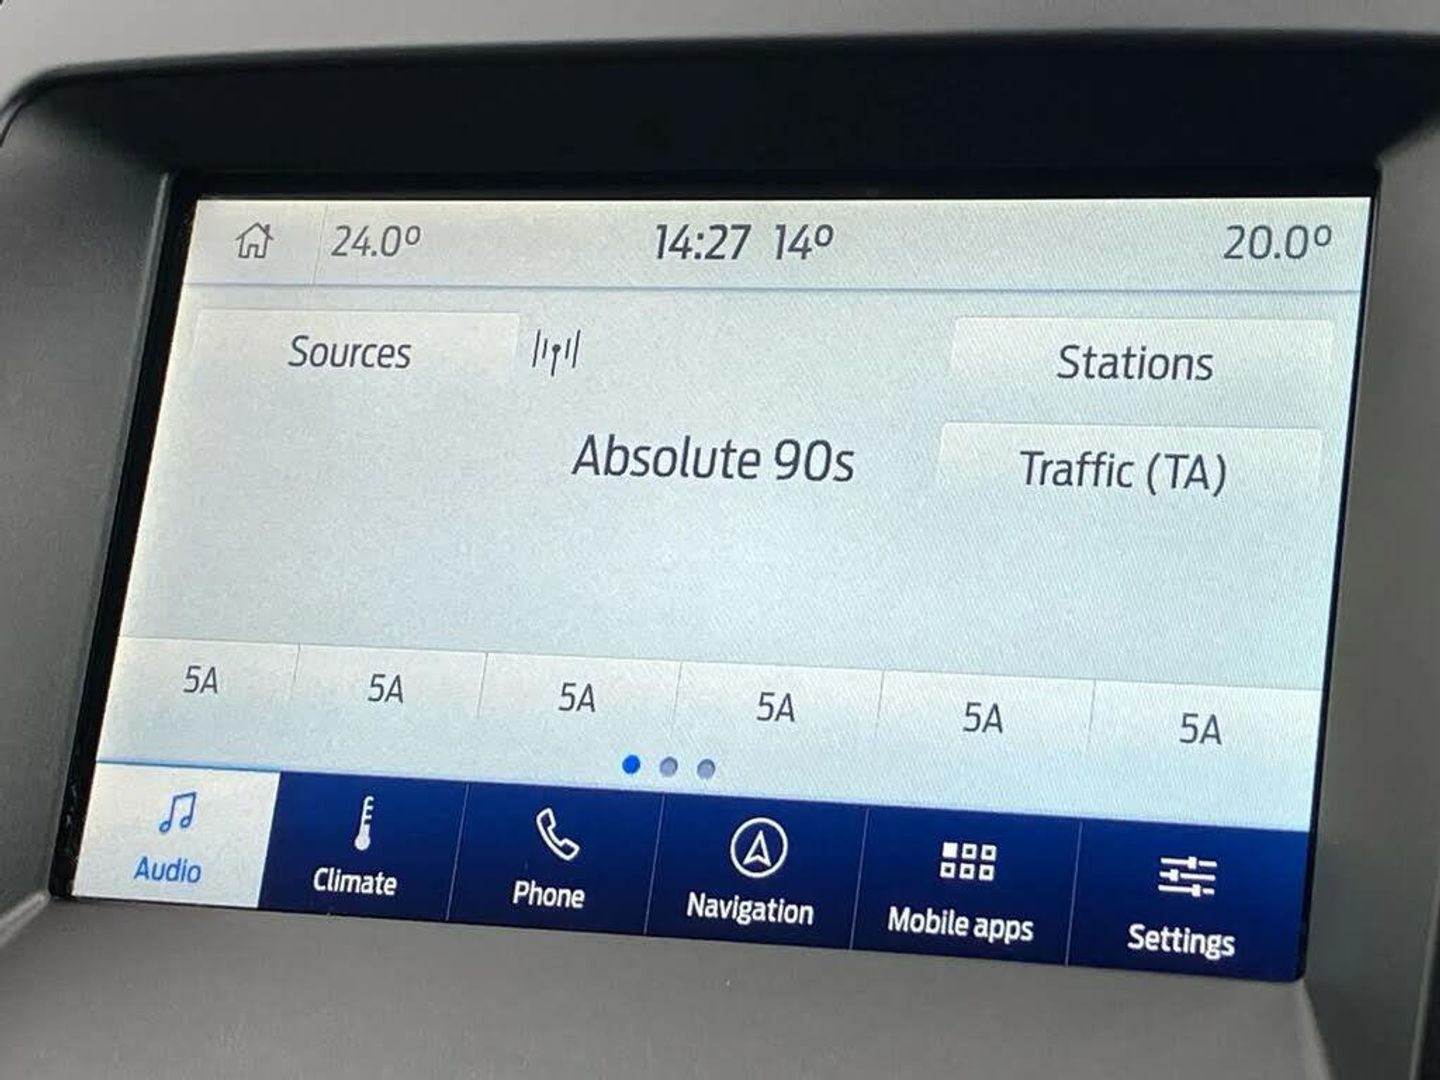 24.0º 14:27 14º 20.0º
Sources Stations
Absolute 90s Traffic (TA)
5A 5A 5A 5A 5A 5A
Audio Climate Phone Navigation Mobile apps Settings